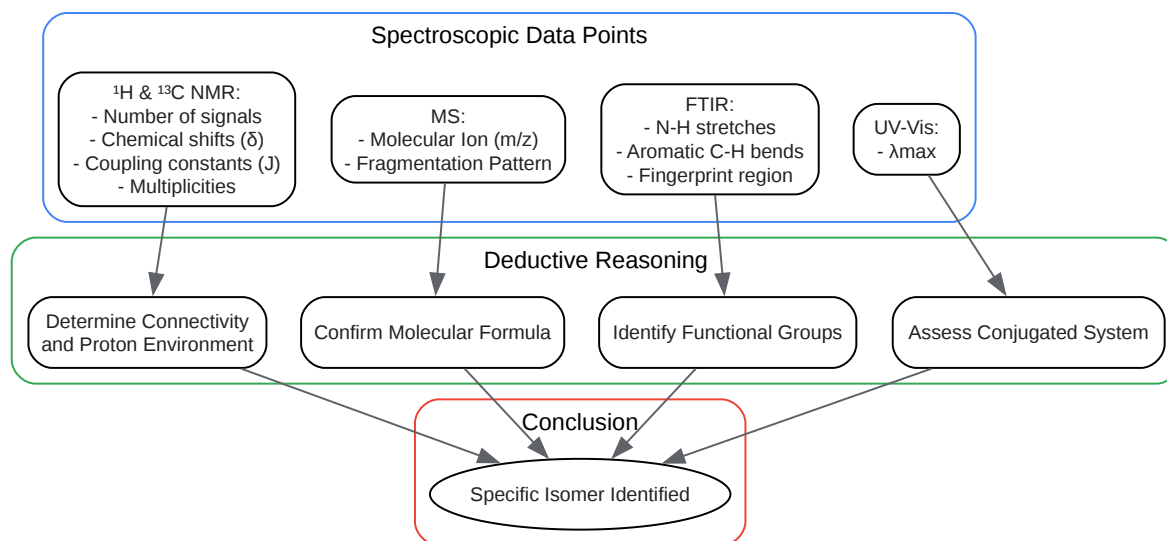 Spectroscopic Data Points
¹H & ¹³C NMR:
- Number of signals
- Chemical shifts (δ)
- Coupling constants (J)
- Multiplicities
MS:
- Molecular Ion (m/z)
- Fragmentation Pattern
FTIR:
- N-H stretches
- Aromatic C-H bends
- Fingerprint region
UV-Vis:
- λmax
Deductive Reasoning
Determine Connectivity
and Proton Environment
Confirm Molecular Formula
Identify Functional Groups
Assess Conjugated System
Conclusion
Specific Isomer Identified